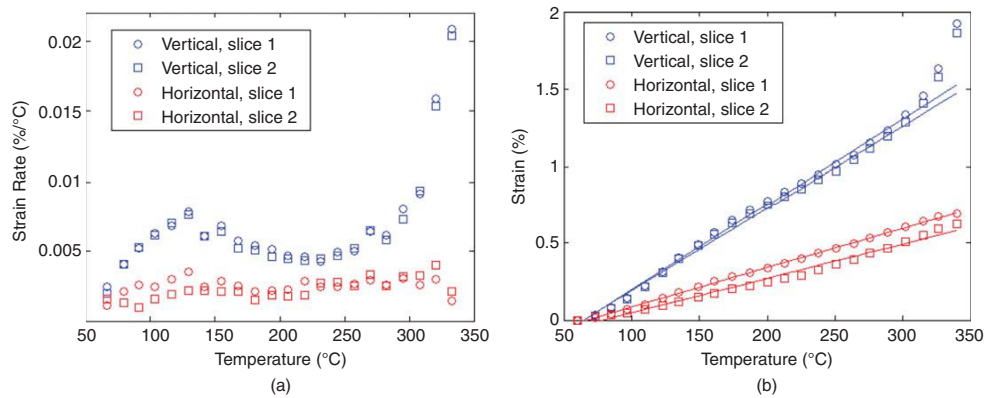 0.02
0.015
0.01
0.005
Strain Rate (%/°C)
Vertical, slice 1
Vertical, slice 2
Horizontal, slice 1
Horizontal, slice 2
50 100 150 200 250 300 350
Temperature (°C)
(a)
2
1.5
1
0.5
0
Strain (%)
Vertical, slice 1
Vertical, slice 2
Horizontal, slice 1
Horizontal, slice 2
50 100 150 200 250 300 350
Temperature (°C)
(b)